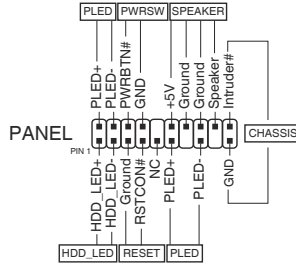 PLED PWRSW SPEAKER
PLED+
PLED-
PWRBTN#
GND
+5V
Ground
Ground
Speaker
Intruder#
PANEL
PIN 1
CHASSIS
HDD_LED+
HDD_LED-
Ground
RSTCON#
NC
PLED+
PLED-
GND
HDD_LED RESET PLED